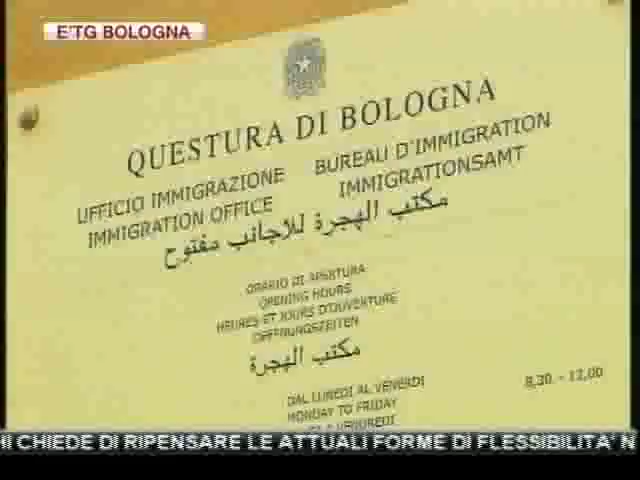 E'TG BOLOGNA
QUESTURA DI BOLOGNA
UFFICIO IMMIGRAZIONE BUREAU D'IMMIGRATION
IMMIGRATION OFFICE IMMIGRATIONSAMT
مكتب الهجرة للاجانب مفتوح
ORARIO DI APERTURA
OPENING HOURS
HEURES ET JOURS D'OUVERTURE
OFFNUNGSZEITEN
مكتب الهجرة
DAL LUNEDI AL VENERDI 8,30 - 12,00
MONDAY TO FRIDAY
VENDREDI
CHIEDE DI RIPENSARE LE ATTUALI FORME DI FLESSIBILITA' N